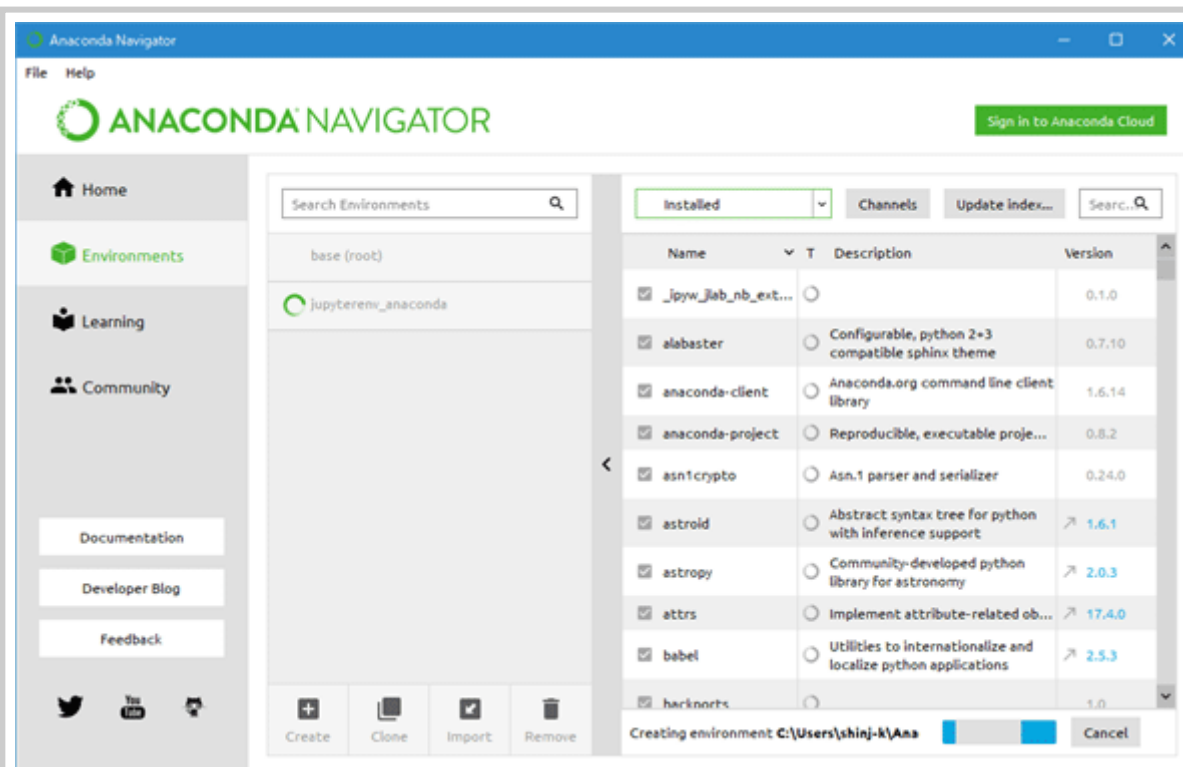 Anaconda Navigator
File Help
ANACONDA NAVIGATOR
Sign in to Anaconda Cloud
Home
Environments
Learning
Community
Documentation
Developer Blog
Feedback
You Tube
Search Environments
base (root)
jupyterenv_anaconda
Create Clone Import Remove
Installed Channels Update index... Searc...
Name T Description Version
_ipyw_jlab_nb_ext... 0.1.0
alabaster Configurable, python 2+3 0.7.10
compatible sphinx theme
anaconda-client Anaconda.org command line client 1.6.14
library
anaconda-project Reproducible, executable proje... 0.8.2
asn1crypto Asn.1 parser and serializer 0.24.0
astroid Abstract syntax tree for python 1.6.1
with inference support
astropy Community-developed python 2.0.3
library for astronomy
attrs Implement attribute-related ob... 17.4.0
babel Utilities to internationalize and 2.5.3
localize python applications
backports 1.0
Creating environment C:\Users\shinj-k\Ana Cancel